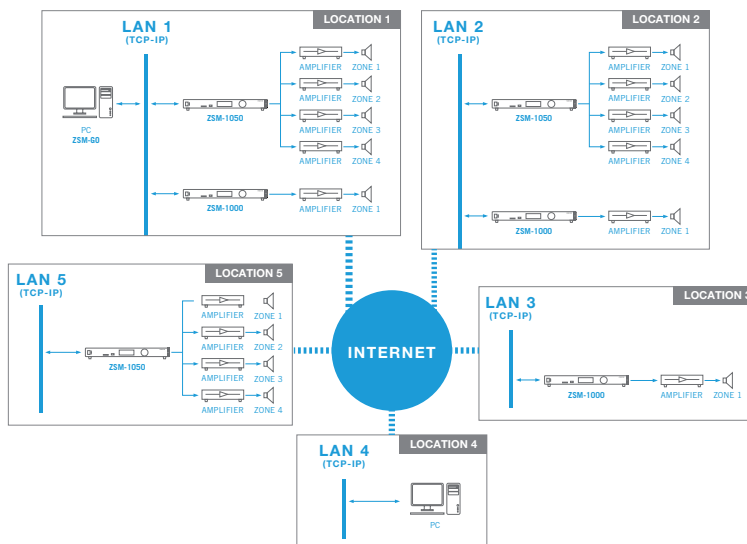 LOCATION 1
LAN 1
(TCP-IP)
AMPLIFIER ZONE 1
AMPLIFIER ZONE 2
PC
ZSM-60
ZSM-1050
AMPLIFIER ZONE 3
AMPLIFIER ZONE 4
ZSM-1000
AMPLIFIER ZONE 1
LOCATION 2
LAN 2
(TCP-IP)
AMPLIFIER ZONE 1
AMPLIFIER ZONE 2
ZSM-1050
AMPLIFIER ZONE 3
AMPLIFIER ZONE 4
ZSM-1000
AMPLIFIER ZONE 1
LOCATION 5
LAN 5
(TCP-IP)
AMPLIFIER ZONE 1
AMPLIFIER ZONE 2
ZSM-1050
AMPLIFIER ZONE 3
AMPLIFIER ZONE 4
INTERNET
LOCATION 3
LAN 3
(TCP-IP)
ZSM-1000
AMPLIFIER ZONE 1
LOCATION 4
LAN 4
(TCP-IP)
PC